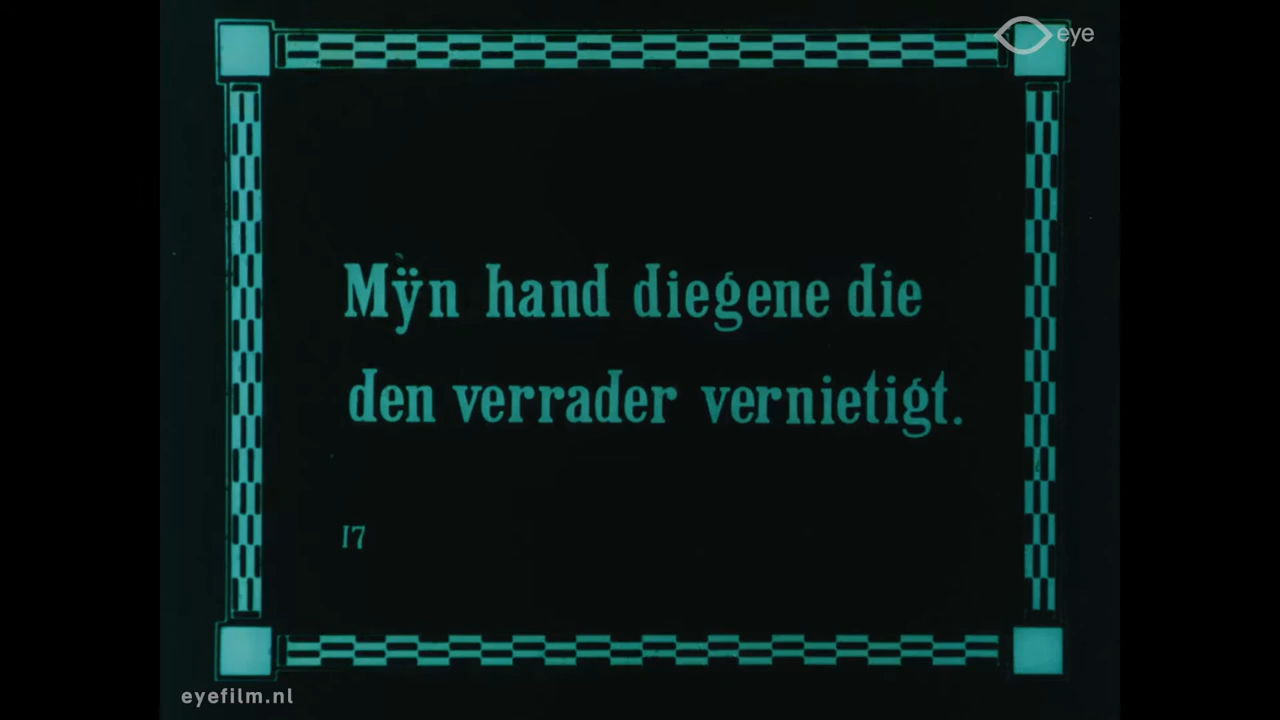 eye
Mÿn hand diegene die
den verrader vernietigt.
17
eyefilm.nl